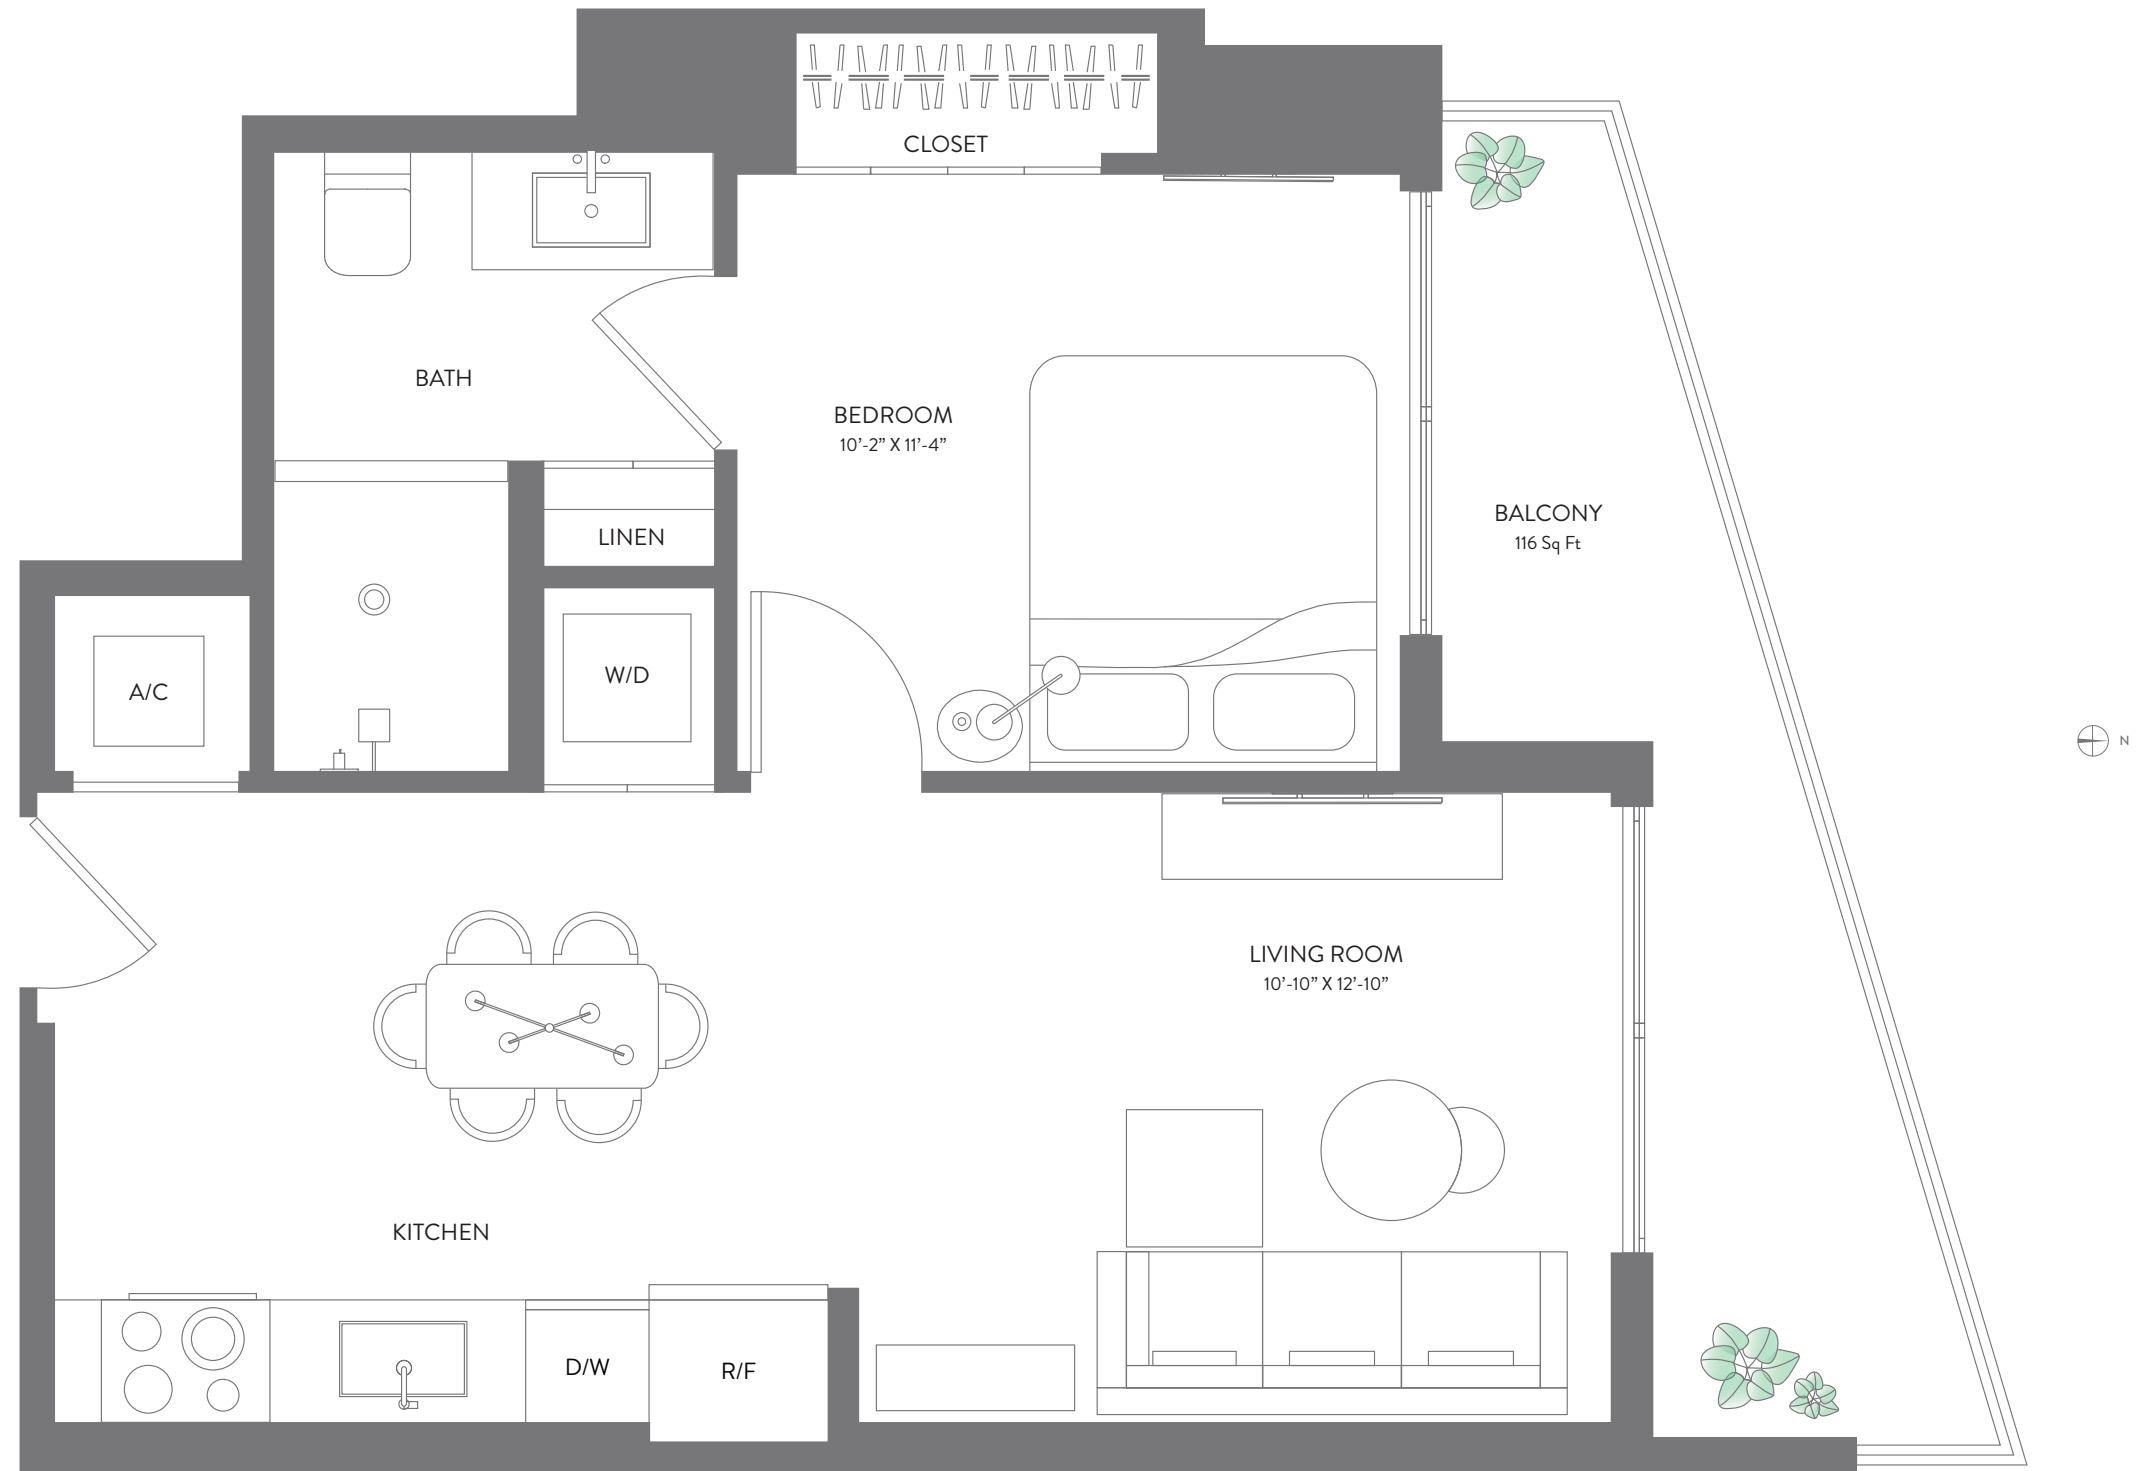 CLOSET
BATH
BEDROOM
10’-2” X 11’-4”
BALCONY
116 Sq Ft
LINEN
W/D
A/C
N
LIVING ROOM
10’-10” X 12’-10”
KITCHEN
D/W
R/F